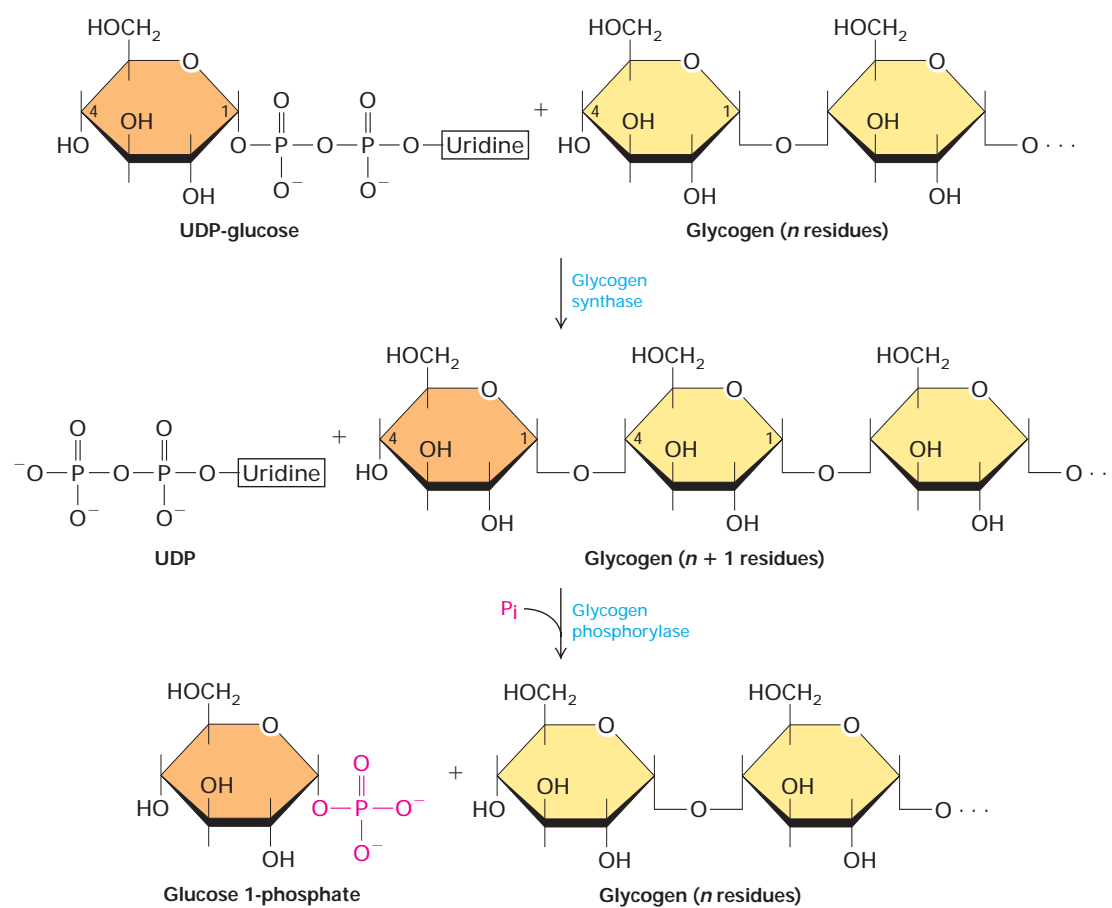 HOCH2 HOCH2 HOCH2
O O O
O O
4 1 + 4 1
OH OH OH
HO O—P—O—P—O—Uridine HO O O ···
OH O− O− OH OH
UDP-glucose Glycogen (n residues)
Glycogen
synthase
HOCH2 HOCH2 HOCH2
O O O
O O + 4 1 4 1
OH OH OH
−O—P—O—P—O—Uridine HO O O O ··
O− O− OH OH OH
UDP Glycogen (n + 1 residues)
Pi Glycogen
phosphorylase
HOCH2 HOCH2 HOCH2
O O O
O +
OH OH OH
HO O—P—O− HO O O ···
OH O− OH OH
Glucose 1-phosphate Glycogen (n residues)